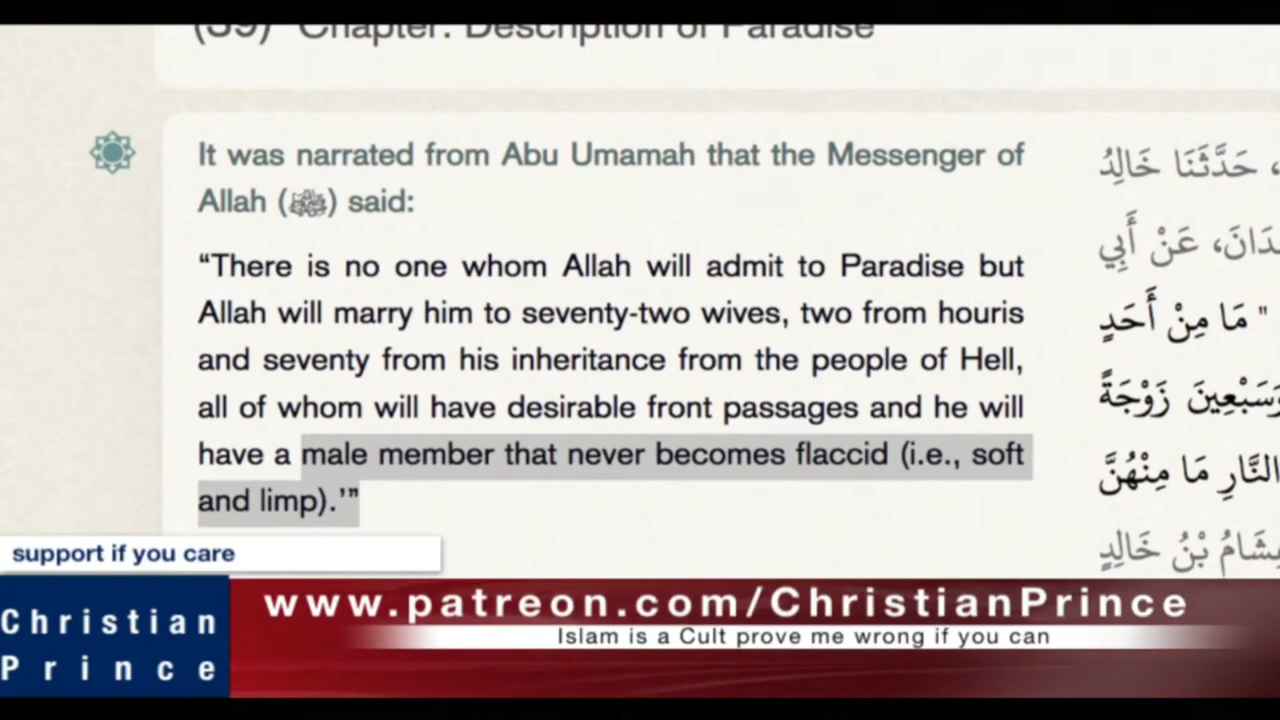 (39) Chapter: Description of Paradise
It was narrated from Abu Umamah that the Messenger of
Allah (ﷺ) said:
“There is no one whom Allah will admit to Paradise but
Allah will marry him to seventy-two wives, two from houris
and seventy from his inheritance from the people of Hell,
all of whom will have desirable front passages and he will
have a male member that never becomes flaccid (i.e., soft
and limp).’”
، حَدَّثَنَا خَالِدُ
عَنْ أَبِي
" مَا مِنْ أَحَدٍ
زَوْجَةً
النَّارِ مَا مِنْهُنَّ
بْنُ خَالِدٍ
support if you care
Christian
Prince
www.patreon.com/ChristianPrince
Islam is a Cult prove me wrong if you can